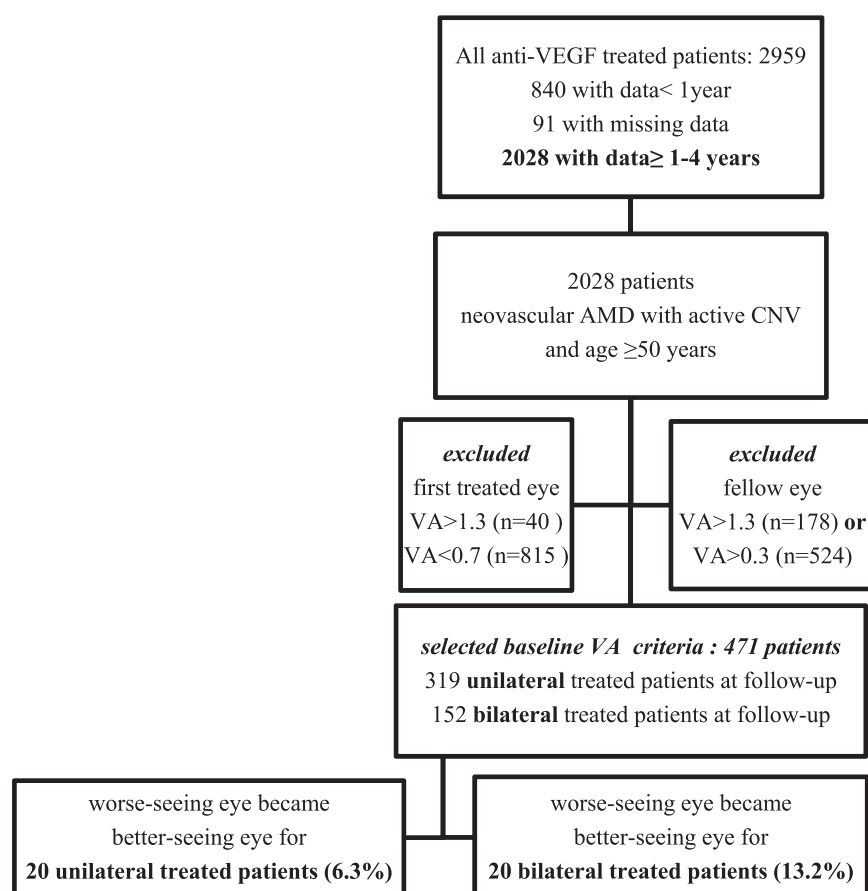 All anti-VEGF treated patients: 2959
840 with data< 1year
91 with missing data
2028 with data≥ 1-4 years
2028 patients
neovascular AMD with active CNV
and age ≥50 years
excluded
first treated eye
VA>1.3 (n=40 )
VA<0.7 (n=815 )
excluded
fellow eye
VA>1.3 (n=178) or
VA>0.3 (n=524)
selected baseline VA criteria : 471 patients
319 unilateral treated patients at follow-up
152 bilateral treated patients at follow-up
worse-seeing eye became
better-seeing eye for
20 unilateral treated patients (6.3%)
worse-seeing eye became
better-seeing eye for
20 bilateral treated patients (13.2%)